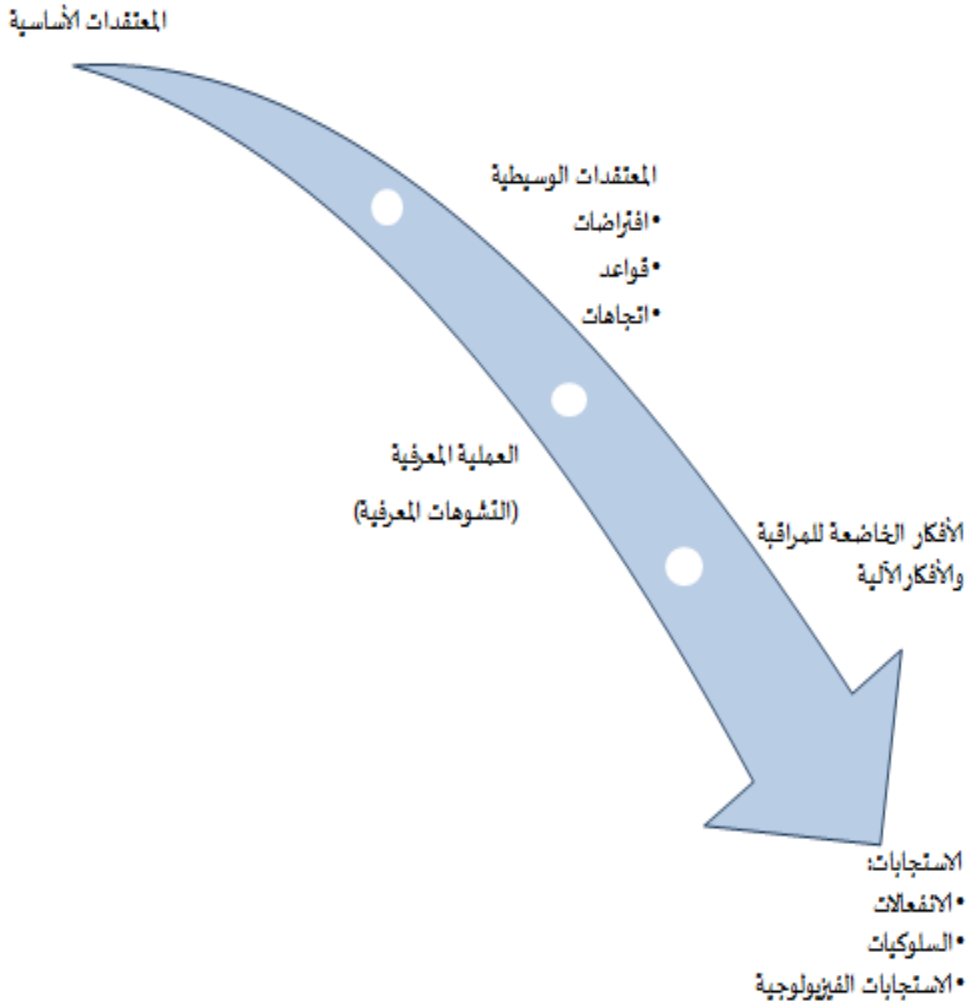 المعتقدات الأساسية
المعتقدات الوسيطية
•افتراضات
•قواعد
•اتجاهات
العملية المعرفية
(التشوهات المعرفية)
الأفكار الخاضعة للمراقبة
والأفكار الآلية
الاستجابات:
•الانفعالات
•السلوكيات
•الاستجابات الفيزيولوجية